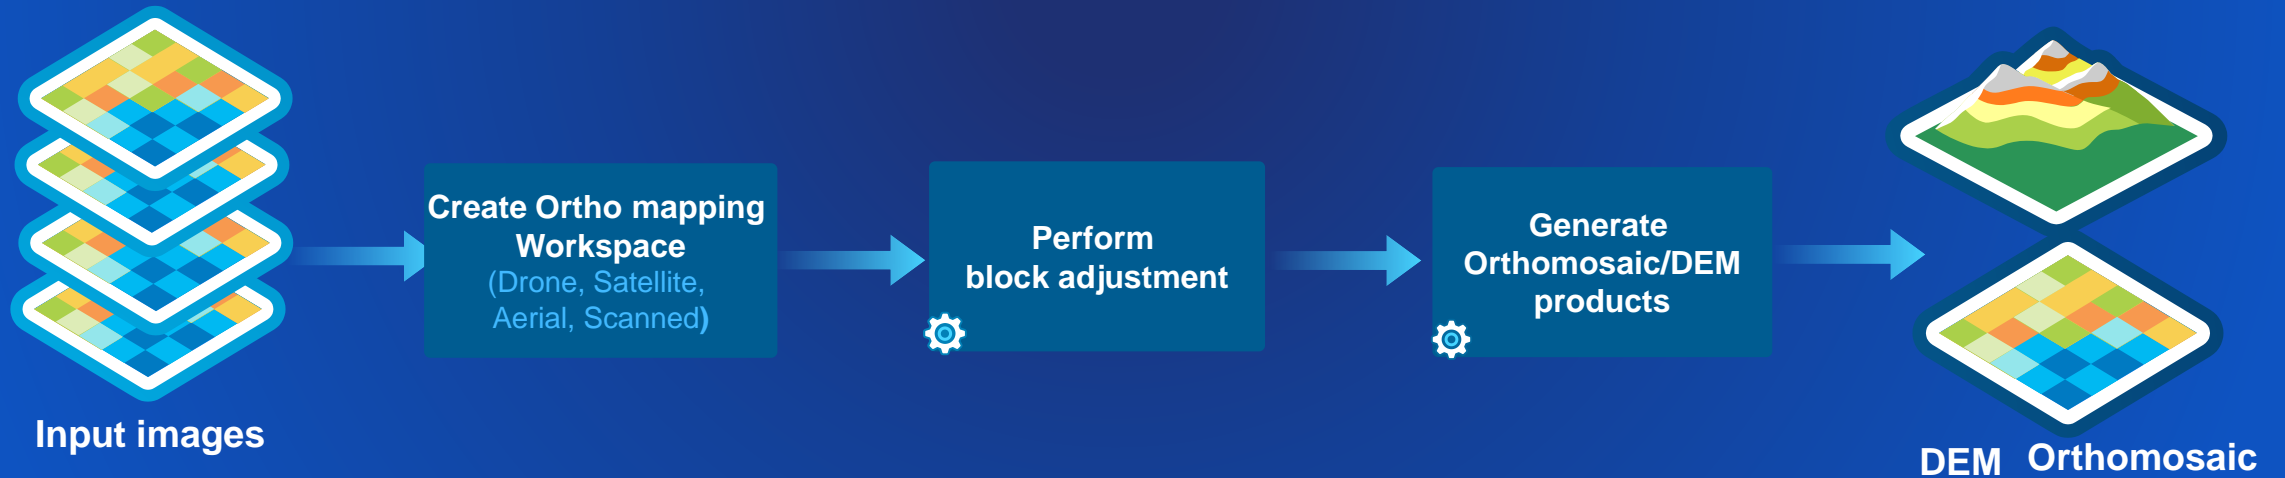 Input images
Create Ortho mapping
Workspace
(Drone, Satellite,
Aerial, Scanned)
Perform
block adjustment
Generate
Orthomosaic/DEM
products
DEM
Orthomosaic